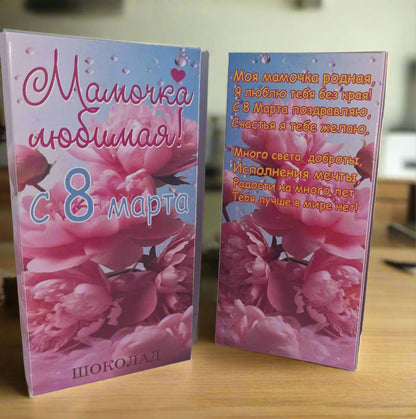 Мамочка
любимая!
с 8 марта
ШОКОЛАД
Моя мамочка родная,
Я люблю тебя без края!
С 8 Марта поздравляю,
Счастья я тебе желаю.
Много света, доброты,
Исполнения мечты,
Радости на много лет,
Тебя лучше в мире нет!